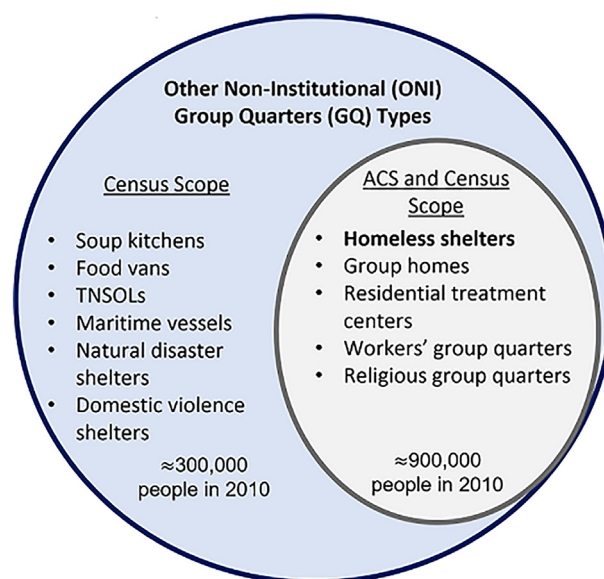 Other Non-Institutional (ONI)
Group Quarters (GQ) Types
Census Scope
• Soup kitchens
• Food vans
• TNSOLs
• Maritime vessels
• Natural disaster
shelters
• Domestic violence
shelters
≈300,000
people in 2010
ACS and Census
Scope
• Homeless shelters
• Group homes
• Residential treatment
centers
• Workers’ group quarters
• Religious group quarters
≈900,000
people in 2010